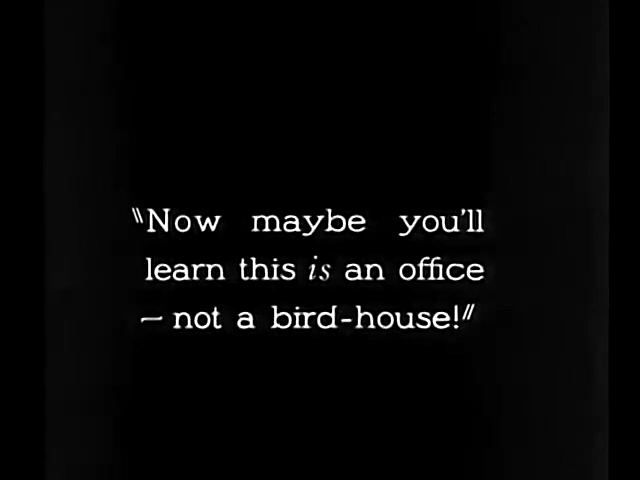 "Now maybe you'll
learn this is an office
– not a bird-house!"